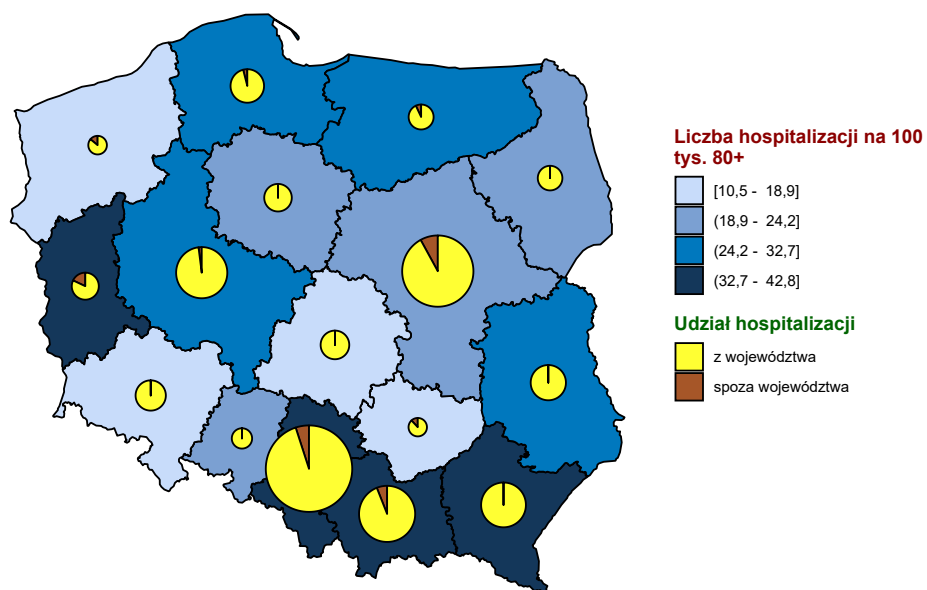 Liczba hospitalizacji na 100
tys. 80+
[10,5 - 18,9]
(18,9 - 24,2]
(24,2 - 32,7]
(32,7 - 42,8]
Udział hospitalizacji
z województwa
spoza województwa